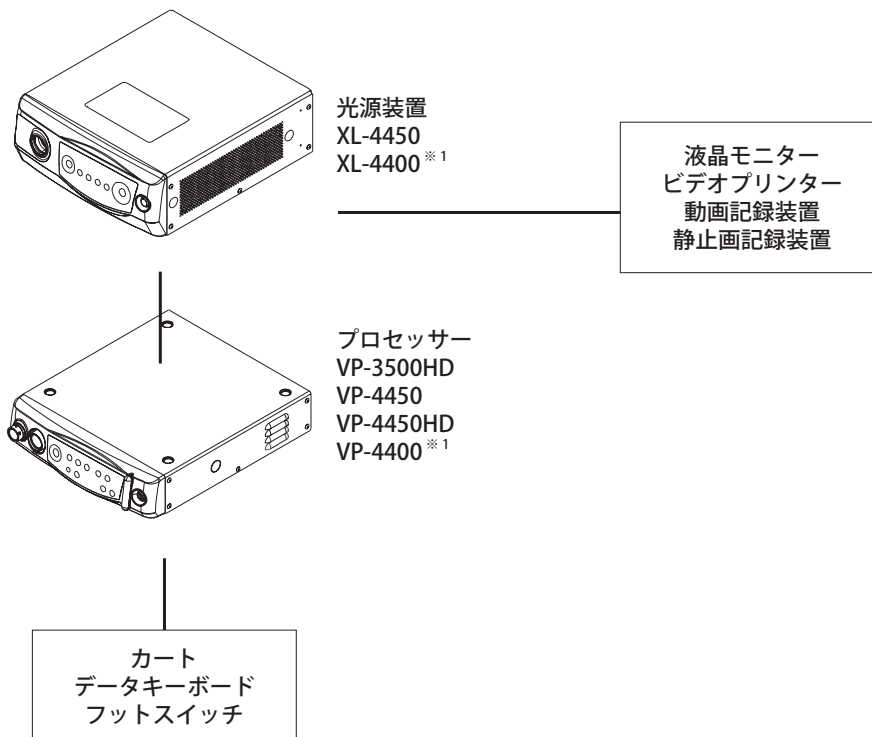 光源装置
XL-4450
XL-4400※1
液晶モニター
ビデオプリンター
動画記録装置
静止画記録装置
プロセッサー
VP-3500HD
VP-4450
VP-4450HD
VP-4400※1
カート
データキーボード
フットスイッチ